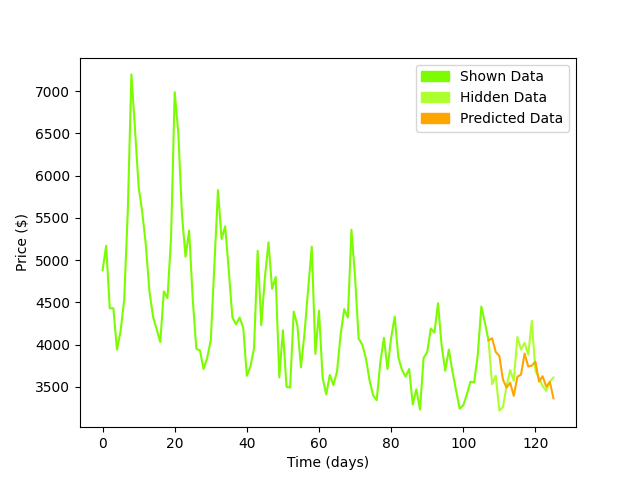 Shown Data
Hidden Data
Predicted Data
7000
6500
6000
5500
5000
4500
4000
3500
Price ($)
0 20 40 60 80 100 120
Time (days)